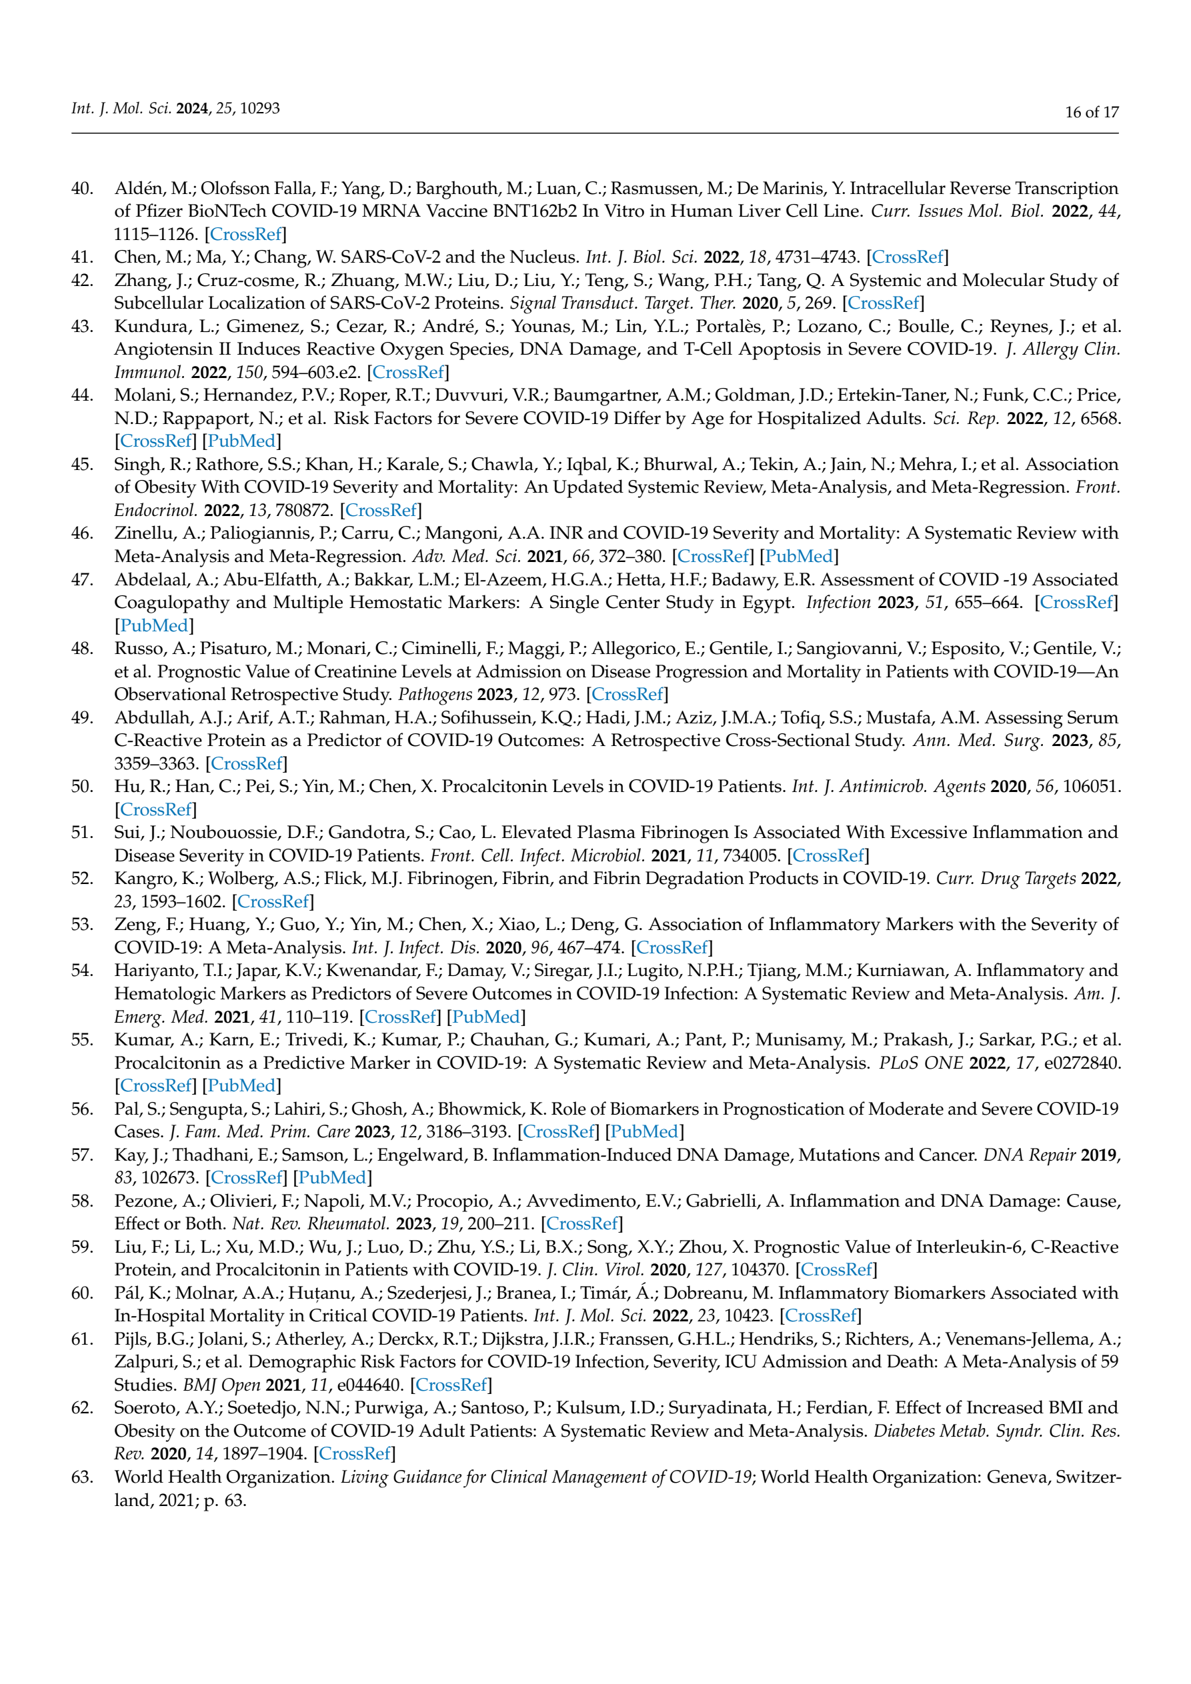 Int. J. Mol. Sci. 2024, 25, 10293
16 of 17
40. Aldén, M.; Olofsson Falla, F.; Yang, D.; Barghouth, M.; Luan, C.; Rasmussen, M.; De Marinis, Y. Intracellular Reverse Transcription
of Pfizer BioNTech COVID-19 MRNA Vaccine BNT162b2 In Vitro in Human Liver Cell Line. Curr. Issues Mol. Biol. 2022, 44,
1115–1126. [CrossRef]
41. Chen, M.; Ma, Y.; Chang, W. SARS-CoV-2 and the Nucleus. Int. J. Biol. Sci. 2022, 18, 4731–4743. [CrossRef]
42. Zhang, J.; Cruz-cosme, R.; Zhuang, M.W.; Liu, D.; Liu, Y.; Teng, S.; Wang, P.H.; Tang, Q. A Systemic and Molecular Study of
Subcellular Localization of SARS-CoV-2 Proteins. Signal Transduct. Target. Ther. 2020, 5, 269. [CrossRef]
43. Kundura, L.; Gimenez, S.; Cezar, R.; André, S.; Younas, M.; Lin, Y.L.; Portalès, P.; Lozano, C.; Boulle, C.; Reynes, J.; et al.
Angiotensin II Induces Reactive Oxygen Species, DNA Damage, and T-Cell Apoptosis in Severe COVID-19. J. Allergy Clin.
Immunol. 2022, 150, 594–603.e2. [CrossRef]
44. Molani, S.; Hernandez, P.V.; Roper, R.T.; Duvvuri, V.R.; Baumgartner, A.M.; Goldman, J.D.; Ertekin-Taner, N.; Funk, C.C.; Price,
N.D.; Rappaport, N.; et al. Risk Factors for Severe COVID-19 Differ by Age for Hospitalized Adults. Sci. Rep. 2022, 12, 6568.
[CrossRef] [PubMed]
45. Singh, R.; Rathore, S.S.; Khan, H.; Karale, S.; Chawla, Y.; Iqbal, K.; Bhurwal, A.; Tekin, A.; Jain, N.; Mehra, I.; et al. Association
of Obesity With COVID-19 Severity and Mortality: An Updated Systemic Review, Meta-Analysis, and Meta-Regression. Front.
Endocrinol. 2022, 13, 780872. [CrossRef]
46. Zinellu, A.; Paliogiannis, P.; Carru, C.; Mangoni, A.A. INR and COVID-19 Severity and Mortality: A Systematic Review with
Meta-Analysis and Meta-Regression. Adv. Med. Sci. 2021, 66, 372–380. [CrossRef] [PubMed]
47. Abdelaal, A.; Abu-Elfatth, A.; Bakkar, L.M.; El-Azeem, H.G.A.; Hetta, H.F.; Badawy, E.R. Assessment of COVID -19 Associated
Coagulopathy and Multiple Hemostatic Markers: A Single Center Study in Egypt. Infection 2023, 51, 655–664. [CrossRef]
[PubMed]
48. Russo, A.; Pisaturo, M.; Monari, C.; Ciminelli, F.; Maggi, P.; Allegorico, E.; Gentile, I.; Sangiovanni, V.; Esposito, V.; Gentile, V.;
et al. Prognostic Value of Creatinine Levels at Admission on Disease Progression and Mortality in Patients with COVID-19—An
Observational Retrospective Study. Pathogens 2023, 12, 973. [CrossRef]
49. Abdullah, A.J.; Arif, A.T.; Rahman, H.A.; Sofihussein, K.Q.; Hadi, J.M.; Aziz, J.M.A.; Tofiq, S.S.; Mustafa, A.M. Assessing Serum
C-Reactive Protein as a Predictor of COVID-19 Outcomes: A Retrospective Cross-Sectional Study. Ann. Med. Surg. 2023, 85,
3359–3363. [CrossRef]
50. Hu, R.; Han, C.; Pei, S.; Yin, M.; Chen, X. Procalcitonin Levels in COVID-19 Patients. Int. J. Antimicrob. Agents 2020, 56, 106051.
[CrossRef]
51. Sui, J.; Noubouossie, D.F.; Gandotra, S.; Cao, L. Elevated Plasma Fibrinogen Is Associated With Excessive Inflammation and
Disease Severity in COVID-19 Patients. Front. Cell. Infect. Microbiol. 2021, 11, 734005. [CrossRef]
52. Kangro, K.; Wolberg, A.S.; Flick, M.J. Fibrinogen, Fibrin, and Fibrin Degradation Products in COVID-19. Curr. Drug Targets 2022,
23, 1593–1602. [CrossRef]
53. Zeng, F.; Huang, Y.; Guo, Y.; Yin, M.; Chen, X.; Xiao, L.; Deng, G. Association of Inflammatory Markers with the Severity of
COVID-19: A Meta-Analysis. Int. J. Infect. Dis. 2020, 96, 467–474. [CrossRef]
54. Hariyanto, T.I.; Japar, K.V.; Kwenandar, F.; Damay, V.; Siregar, J.I.; Lugito, N.P.H.; Tjiang, M.M.; Kurniawan, A. Inflammatory and
Hematologic Markers as Predictors of Severe Outcomes in COVID-19 Infection: A Systematic Review and Meta-Analysis. Am. J.
Emerg. Med. 2021, 41, 110–119. [CrossRef] [PubMed]
55. Kumar, A.; Karn, E.; Trivedi, K.; Kumar, P.; Chauhan, G.; Kumari, A.; Pant, P.; Munisamy, M.; Prakash, J.; Sarkar, P.G.; et al.
Procalcitonin as a Predictive Marker in COVID-19: A Systematic Review and Meta-Analysis. PLoS ONE 2022, 17, e0272840.
[CrossRef] [PubMed]
56. Pal, S.; Sengupta, S.; Lahiri, S.; Ghosh, A.; Bhowmick, K. Role of Biomarkers in Prognostication of Moderate and Severe COVID-19
Cases. J. Fam. Med. Prim. Care 2023, 12, 3186–3193. [CrossRef] [PubMed]
57. Kay, J.; Thadhani, E.; Samson, L.; Engelward, B. Inflammation-Induced DNA Damage, Mutations and Cancer. DNA Repair 2019,
83, 102673. [CrossRef] [PubMed]
58. Pezone, A.; Olivieri, F.; Napoli, M.V.; Procopio, A.; Avvedimento, E.V.; Gabrielli, A. Inflammation and DNA Damage: Cause,
Effect or Both. Nat. Rev. Rheumatol. 2023, 19, 200–211. [CrossRef]
59. Liu, F.; Li, L.; Xu, M.D.; Wu, J.; Luo, D.; Zhu, Y.S.; Li, B.X.; Song, X.Y.; Zhou, X. Prognostic Value of Interleukin-6, C-Reactive
Protein, and Procalcitonin in Patients with COVID-19. J. Clin. Virol. 2020, 127, 104370. [CrossRef]
60. Pál, K.; Molnar, A.A.; Huțanu, A.; Szederjesi, J.; Branea, I.; Timár, Á.; Dobreanu, M. Inflammatory Biomarkers Associated with
In-Hospital Mortality in Critical COVID-19 Patients. Int. J. Mol. Sci. 2022, 23, 10423. [CrossRef]
61. Pijls, B.G.; Jolani, S.; Atherley, A.; Derckx, R.T.; Dijkstra, J.I.R.; Franssen, G.H.L.; Hendriks, S.; Richters, A.; Venemans-Jellema, A.;
Zalpuri, S.; et al. Demographic Risk Factors for COVID-19 Infection, Severity, ICU Admission and Death: A Meta-Analysis of 59
Studies. BMJ Open 2021, 11, e044640. [CrossRef]
62. Soeroto, A.Y.; Soetedjo, N.N.; Purwiga, A.; Santoso, P.; Kulsum, I.D.; Suryadinata, H.; Ferdian, F. Effect of Increased BMI and
Obesity on the Outcome of COVID-19 Adult Patients: A Systematic Review and Meta-Analysis. Diabetes Metab. Syndr. Clin. Res.
Rev. 2020, 14, 1897–1904. [CrossRef]
63. World Health Organization. Living Guidance for Clinical Management of COVID-19; World Health Organization: Geneva, Switzer-
land, 2021; p. 63.